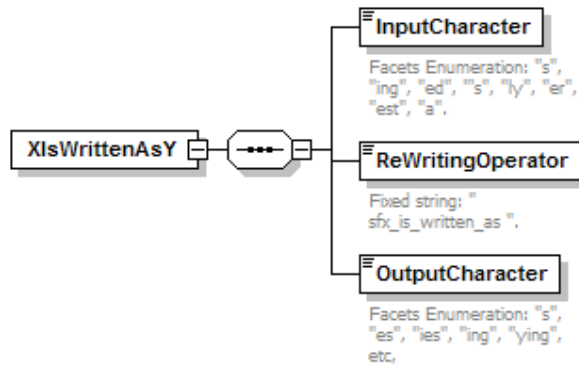 InputCharacter
Facets Enumeration: "s",
"ing", "ed", "'s", "ly", "er",
"est", "a".
XIsWrittenAsY
ReWritingOperator
Fixed string: "
sfx_is_written_as ".
OutputCharacter
Facets Enumeration: "s",
"es", "ies", "ing", "ying",
etc,